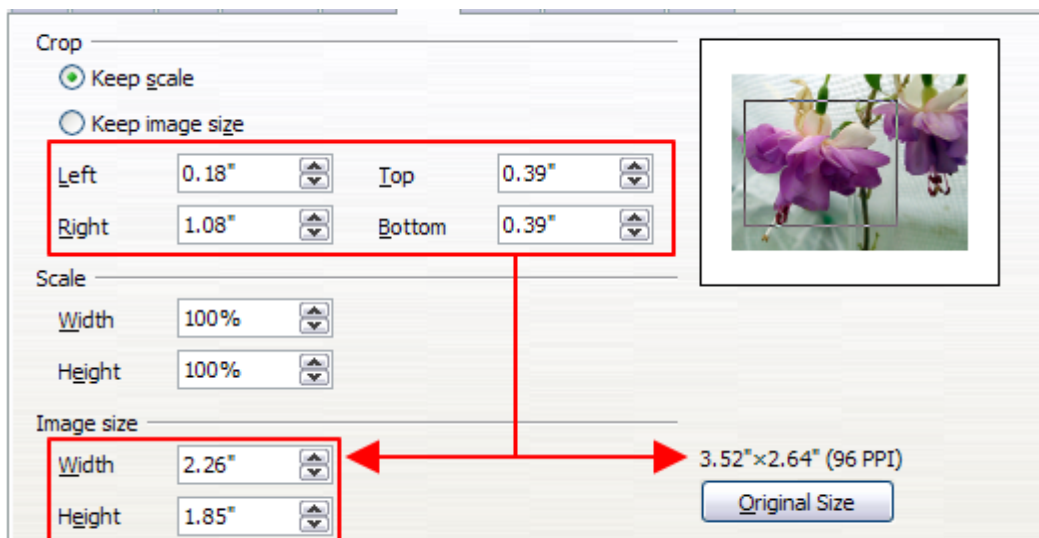 Crop
Keep scale
Keep image size
Left 0.18" Top 0.39"
Right 1.08" Bottom 0.39"
Scale
Width 100%
Height 100%
Image size
Width 2.26" 3.52"×2.64" (96 PPI)
Height 1.85" Original Size